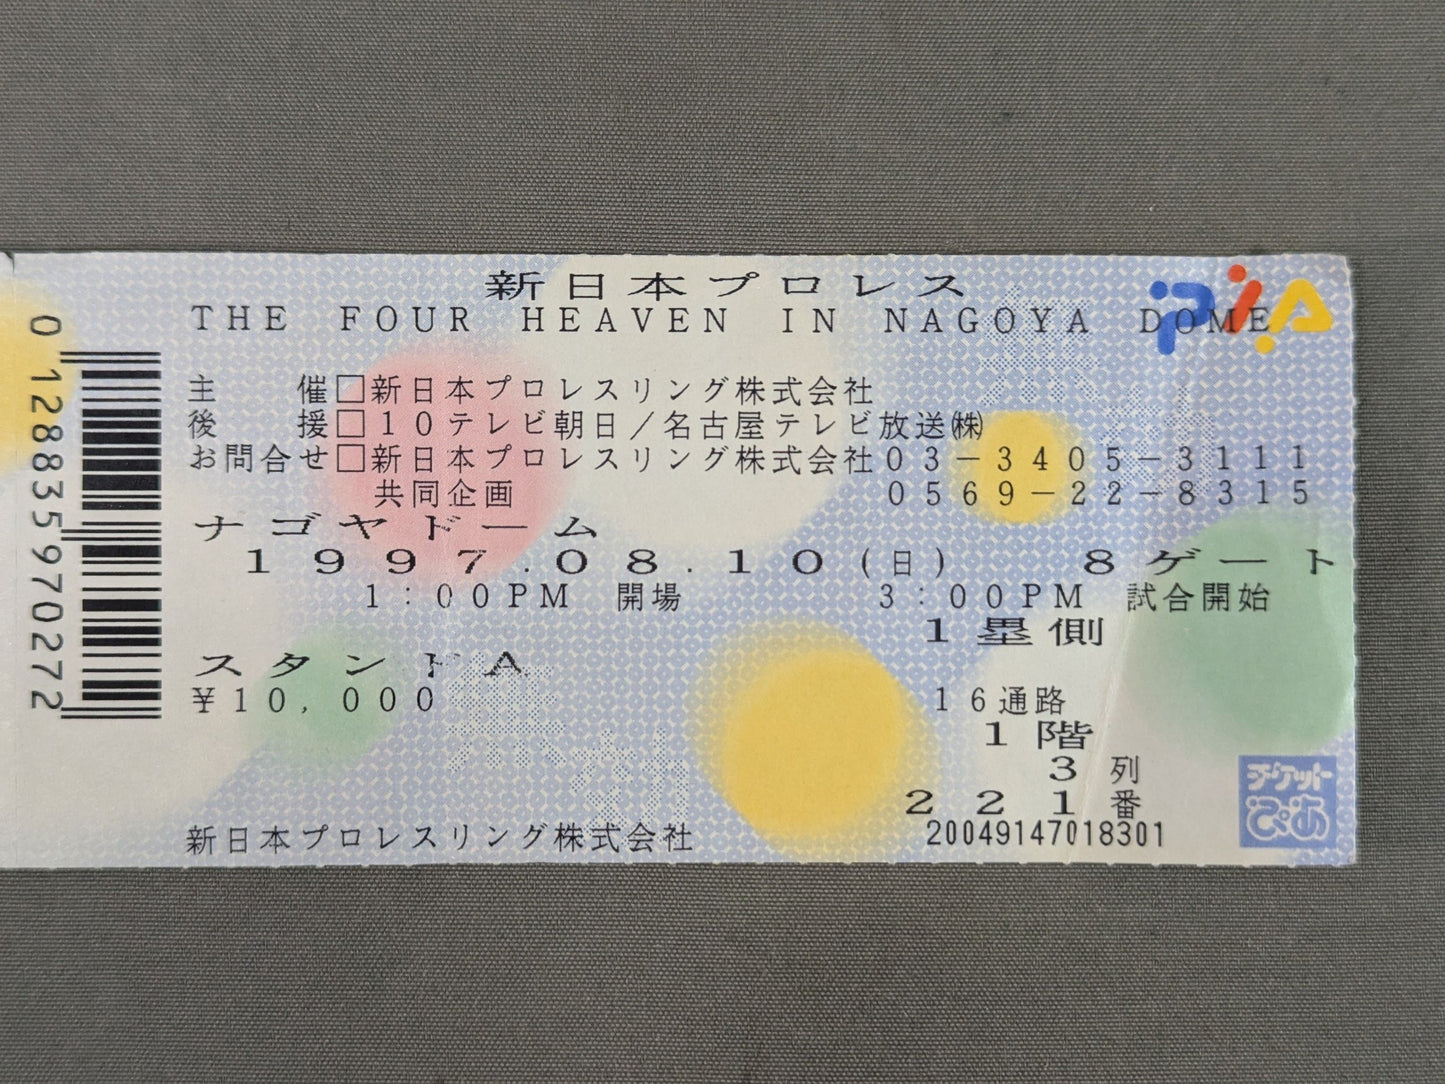 新日本プロレス
THE FOUR HEAVEN IN NAGOYA DOME
PIA
主　　催□新日本プロレスリング株式会社
後　　援□10テレビ朝日／名古屋テレビ放送㈱
お問合せ□新日本プロレスリング株式会社03-3405-3111
共同企画 0569-22-8315
ナゴヤドーム
1997.08.10(日) 8ゲート
1:00PM 開場 3:00PM 試合開始
1塁側
スタンドA
¥10,000 16通路
1階
3列
221番
新日本プロレスリング株式会社 20049147018301
チケットぴあ
0128835970272